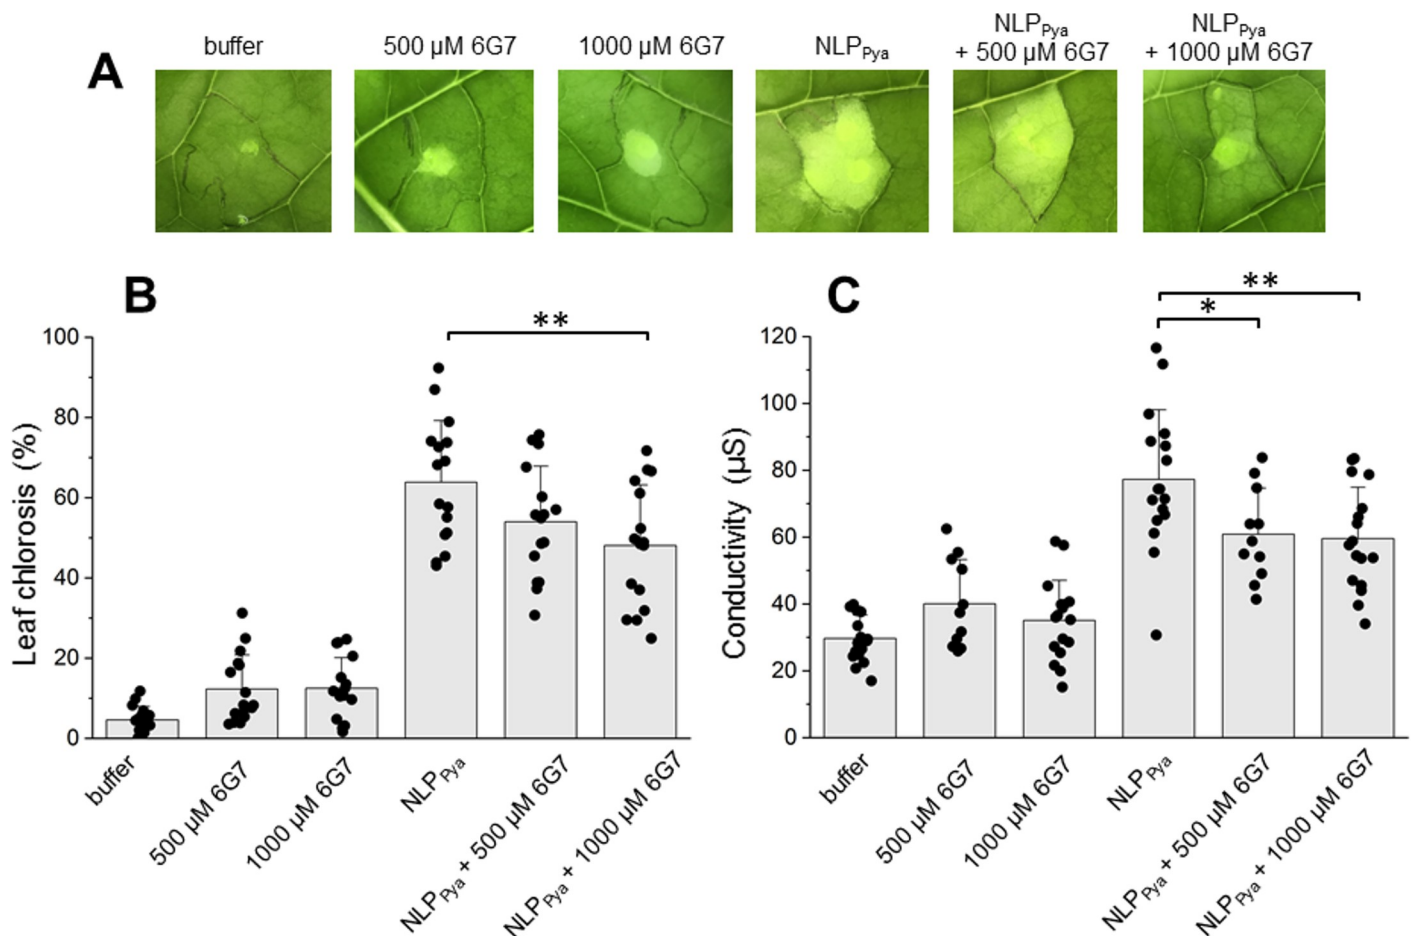 A
buffer
500 µM 6G7
1000 µM 6G7
NLPPya
NLPPya
+ 500 µM 6G7
NLPPya
+ 1000 µM 6G7
B
Leaf chlorosis (%)
100
80
60
40
20
0
**
buffer
500 µM 6G7
1000 µM 6G7
NLPPya
NLPPya + 500 µM 6G7
NLPPya + 1000 µM 6G7
C
Conductivity (µS)
120
100
80
60
40
20
0
*
**
buffer
500 µM 6G7
1000 µM 6G7
NLPPya
NLPPya + 500 µM 6G7
NLPPya + 1000 µM 6G7